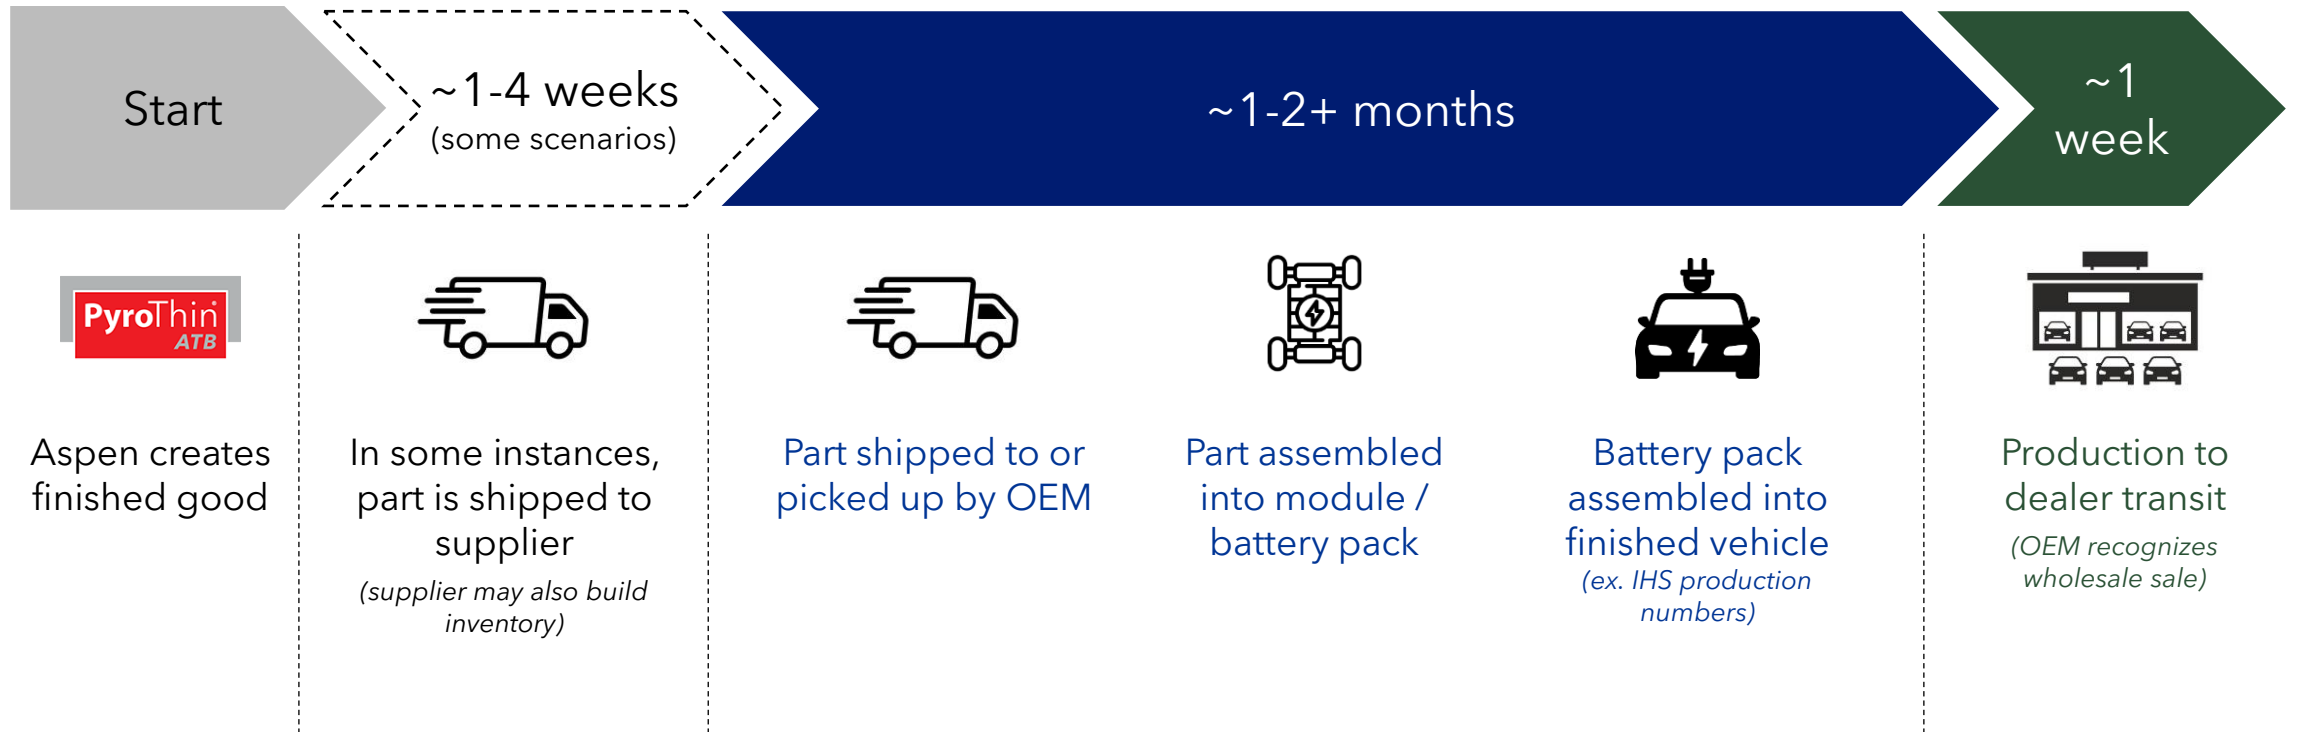 Start
~1-4 weeks
(some scenarios)
~1-2+ months
~1
week
PyroThin®
ATB
Aspen creates
finished good
In some instances,
part is shipped to
supplier
(supplier may also build
inventory)
Part shipped to or
picked up by OEM
Part assembled
into module /
battery pack
Battery pack
assembled into
finished vehicle
(ex. IHS production
numbers)
Production to
dealer transit
(OEM recognizes
wholesale sale)